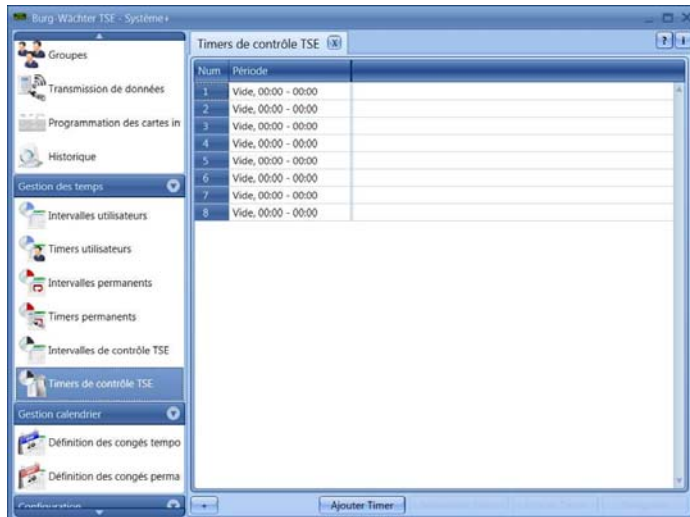 Burg-Wächter TSE - Système+
Groupes
Transmission de données
Programmation des cartes in
Historique
Gestion des temps
Intervalles utilisateurs
Timers utilisateurs
Intervalles permanents
Timers permanents
Intervalles de contrôle TSE
Timers de contrôle TSE
Gestion calendrier
Définition des congés tempo
Définition des congés perma
Configuration
Timers de contrôle TSE x
? i
Num Période
1 Vide, 00:00 - 00:00
2 Vide, 00:00 - 00:00
3 Vide, 00:00 - 00:00
4 Vide, 00:00 - 00:00
5 Vide, 00:00 - 00:00
6 Vide, 00:00 - 00:00
7 Vide, 00:00 - 00:00
8 Vide, 00:00 - 00:00
+ Ajouter Timer